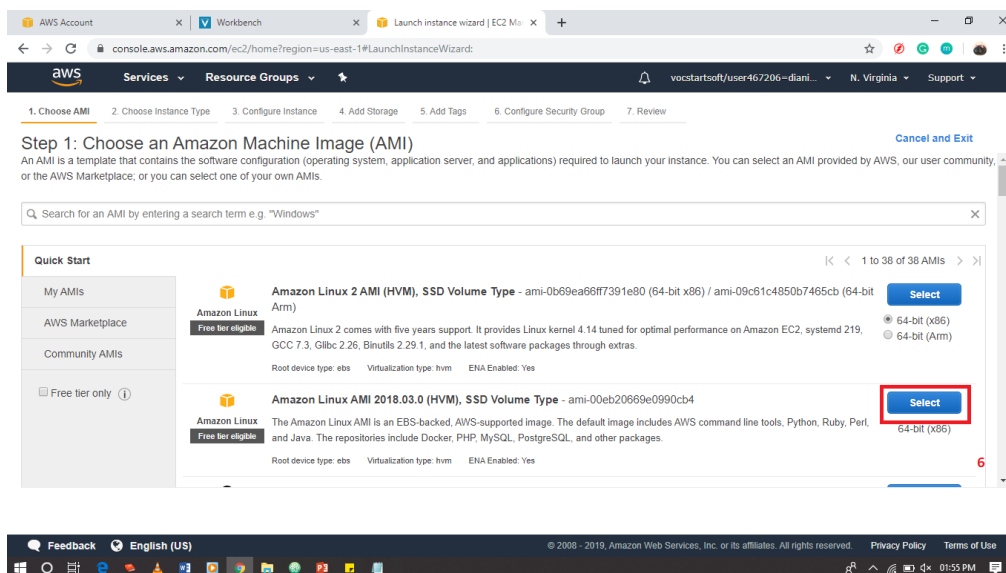 AWS Account
Workbench
Launch instance wizard | EC2 Ma
console.aws.amazon.com/ec2/home?region=us-east-1#LaunchInstanceWizard:
aws Services Resource Groups vocstartsoft/user467206=diani... N. Virginia Support
1. Choose AMI 2. Choose Instance Type 3. Configure Instance 4. Add Storage 5. Add Tags 6. Configure Security Group 7. Review
Step 1: Choose an Amazon Machine Image (AMI)
Cancel and Exit
An AMI is a template that contains the software configuration (operating system, application server, and applications) required to launch your instance. You can select an AMI provided by AWS, our user community,
or the AWS Marketplace; or you can select one of your own AMIs.
Search for an AMI by entering a search term e.g. "Windows"
Quick Start
1 to 38 of 38 AMIs
My AMIs
AWS Marketplace
Community AMIs
Free tier only
Amazon Linux
Free tier eligible
Amazon Linux 2 AMI (HVM), SSD Volume Type - ami-0b69ea66ff7391e80 (64-bit x86) / ami-09c61c4850b7465cb (64-bit
Arm)
Amazon Linux 2 comes with five years support. It provides Linux kernel 4.14 tuned for optimal performance on Amazon EC2, systemd 219,
GCC 7.3, Glibc 2.26, Binutils 2.29.1, and the latest software packages through extras.
Root device type: ebs Virtualization type: hvm ENA Enabled: Yes
Select
64-bit (x86)
64-bit (Arm)
Amazon Linux
Free tier eligible
Amazon Linux AMI 2018.03.0 (HVM), SSD Volume Type - ami-00eb20669e0990cb4
The Amazon Linux AMI is an EBS-backed, AWS-supported image. The default image includes AWS command line tools, Python, Ruby, Perl,
and Java. The repositories include Docker, PHP, MySQL, PostgreSQL, and other packages.
Root device type: ebs Virtualization type: hvm ENA Enabled: Yes
Select
64-bit (x86)
6
Feedback English (US) © 2008 - 2019, Amazon Web Services, Inc. or its affiliates. All rights reserved. Privacy Policy Terms of Use
01:55 PM